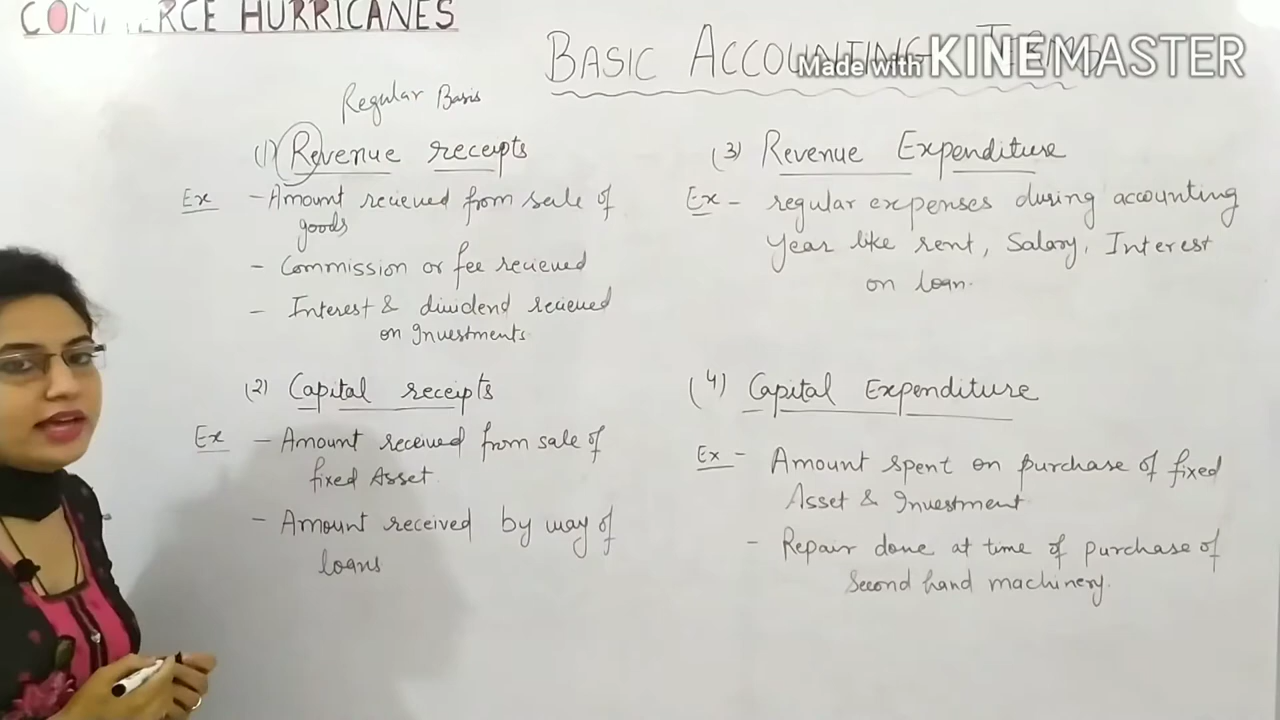 COMMERCE HURRICANES
BASIC ACCOUNTING TERMS
Made with KINEMASTER
Regular Basis
(1) Revenue receipts
Ex - Amount recieved from sale of
goods
- Commission or fee recieved
- Interest & dividend recieved
on Investments
(2) Capital receipts
Ex - Amount received from sale of
fixed Asset.
- Amount received by way of
loans
(3) Revenue Expenditure
Ex - regular expenses during accounting
year like rent, Salary, Interest
on loan.
(4) Capital Expenditure
Ex - Amount spent on purchase of fixed
Asset & Investment
- Repair done at time of purchase of
Second hand machinery.